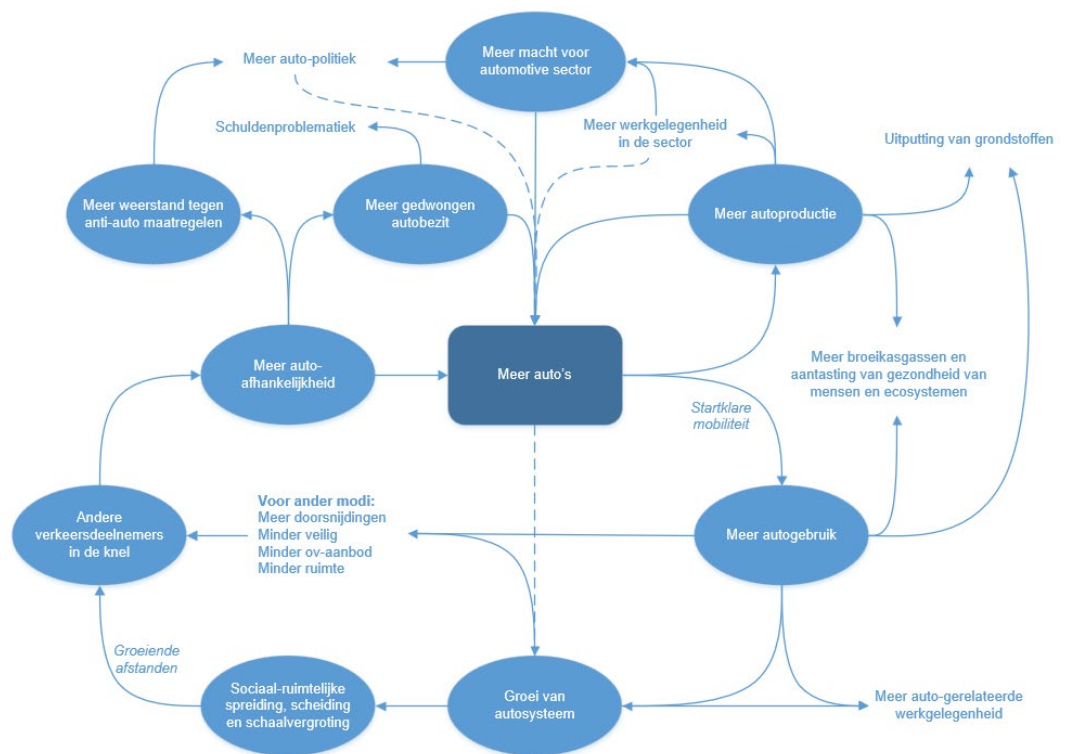 Meer macht voor
automotive sector
Meer auto-politiek
Schuldenproblematiek
Meer werkgelegenheid
in de sector
Uitputting van grondstoffen
Meer weerstand tegen
anti-auto maatregelen
Meer gedwongen
autobezit
Meer autoproductie
Meer auto-
afhankelijkheid
Meer auto's
Meer broeikasgassen en
aantasting van gezondheid van
mensen en ecosystemen
Startklare
mobiliteit
Andere
verkeersdeelnemers
in de knel
Voor ander modi:
Meer doorsnijdingen
Minder veilig
Minder ov-aanbod
Minder ruimte
Meer autogebruik
Groeiende
afstanden
Sociaal-ruimtelijke
spreiding, scheiding
en schaalvergroting
Groei van
autosysteem
Meer auto-gerelateerde
werkgelegenheid